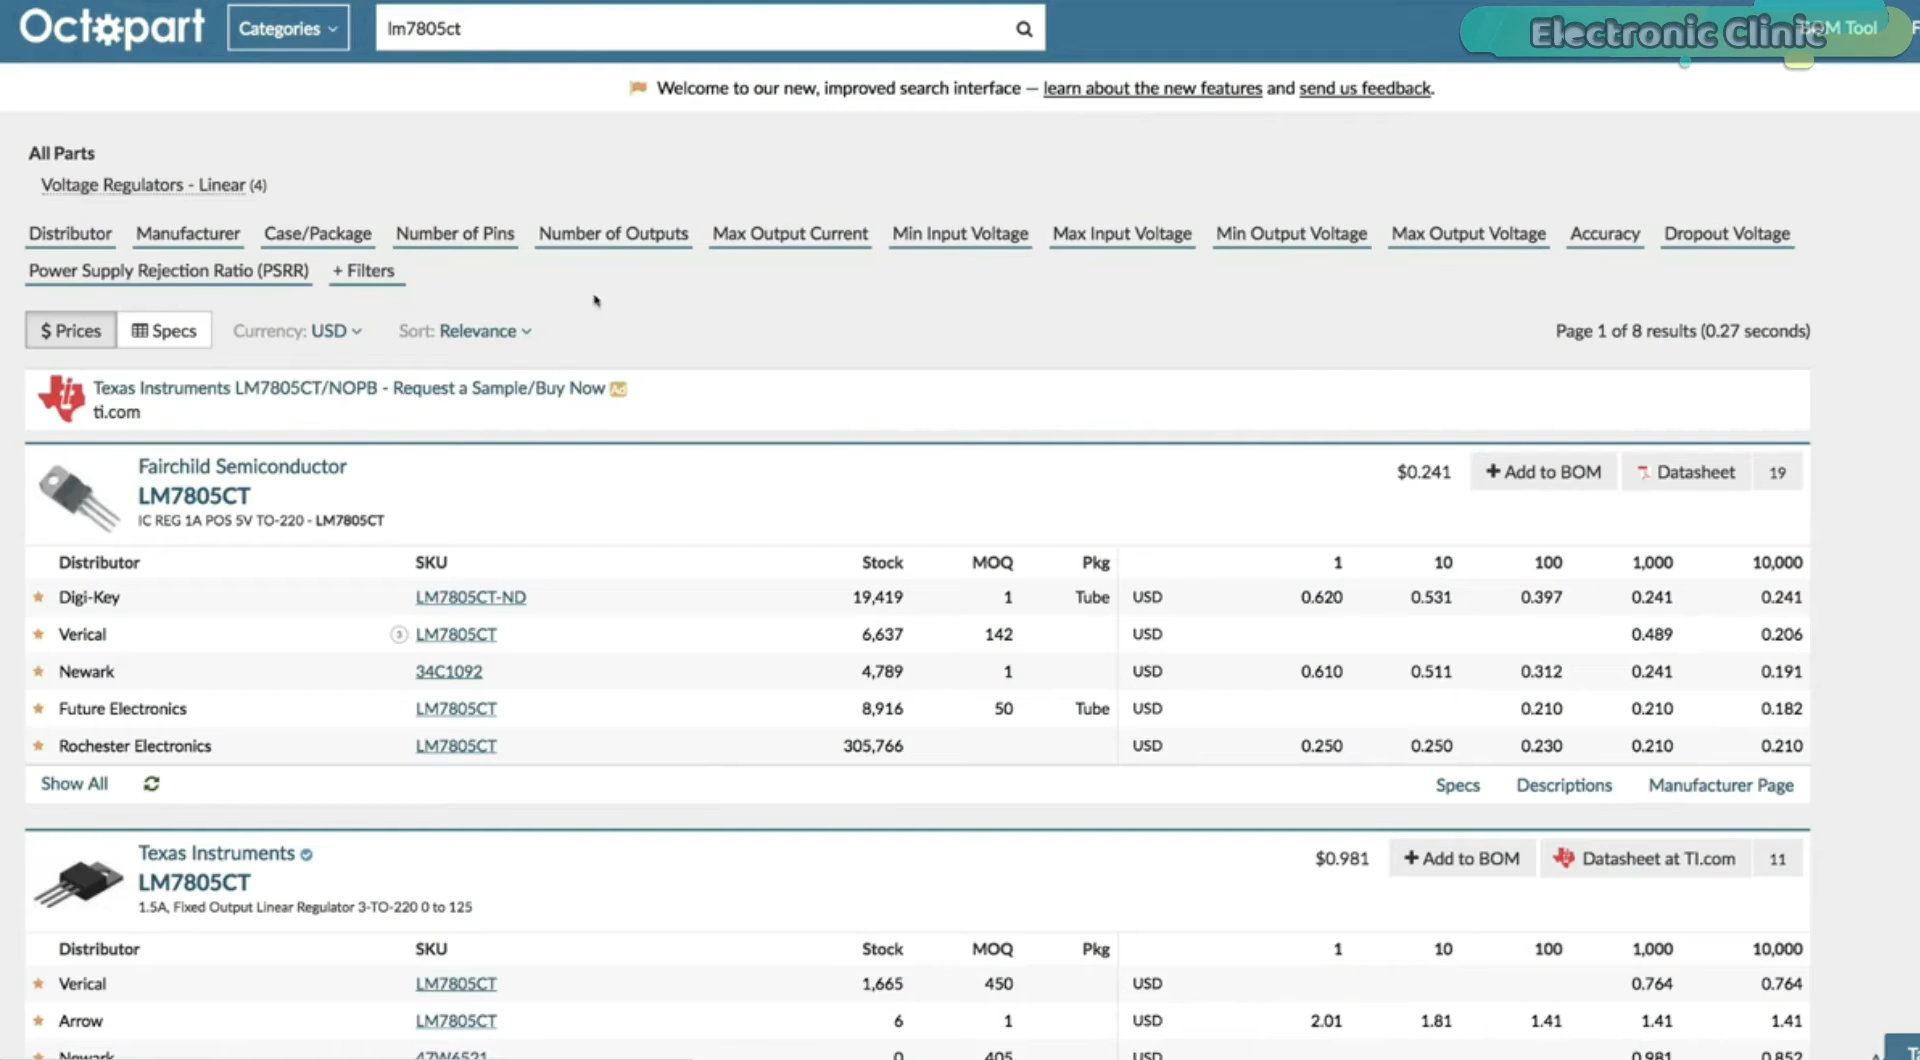 Octopart Categories lm7805ct BOM Tool
Electronic Clinic
Welcome to our new, improved search interface — learn about the new features and send us feedback.
All Parts
Voltage Regulators - Linear (4)
Distributor Manufacturer Case/Package Number of Pins Number of Outputs Max Output Current Min Input Voltage Max Input Voltage Min Output Voltage Max Output Voltage Accuracy Dropout Voltage
Power Supply Rejection Ratio (PSRR) + Filters
$ Prices Specs Currency: USD Sort: Relevance Page 1 of 8 results (0.27 seconds)
Texas Instruments LM7805CT/NOPB - Request a Sample/Buy Now Ad
ti.com
Fairchild Semiconductor
LM7805CT
IC REG 1A POS 5V TO-220 - LM7805CT
$0.241 + Add to BOM Datasheet 19
Distributor SKU Stock MOQ Pkg 1 10 100 1,000 10,000
Digi-Key LM7805CT-ND 19,419 1 Tube USD 0.620 0.531 0.397 0.241 0.241
Verical 3 LM7805CT 6,637 142 USD 0.489 0.206
Newark 34C1092 4,789 1 USD 0.610 0.511 0.312 0.241 0.191
Future Electronics LM7805CT 8,916 50 Tube USD 0.210 0.210 0.182
Rochester Electronics LM7805CT 305,766 USD 0.250 0.250 0.230 0.210 0.210
Show All Specs Descriptions Manufacturer Page
Texas Instruments
LM7805CT
1.5A, Fixed Output Linear Regulator 3-TO-220 0 to 125
$0.981 + Add to BOM Datasheet at TI.com 11
Distributor SKU Stock MOQ Pkg 1 10 100 1,000 10,000
Verical LM7805CT 1,665 450 USD 0.764 0.764
Arrow LM7805CT 6 1 USD 2.01 1.81 1.41 1.41 1.41
Newark 47W6521 0 405 USD 0.981 0.852